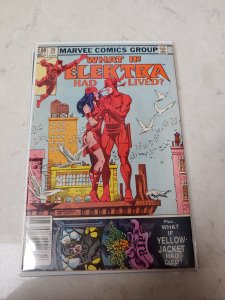 MARVEL COMICS GROUP
WHAT IF
ELEKTRA
HAD LIVED?
Plus
WHAT
IF
YELLOW-
JACKET
HAD
DIED?